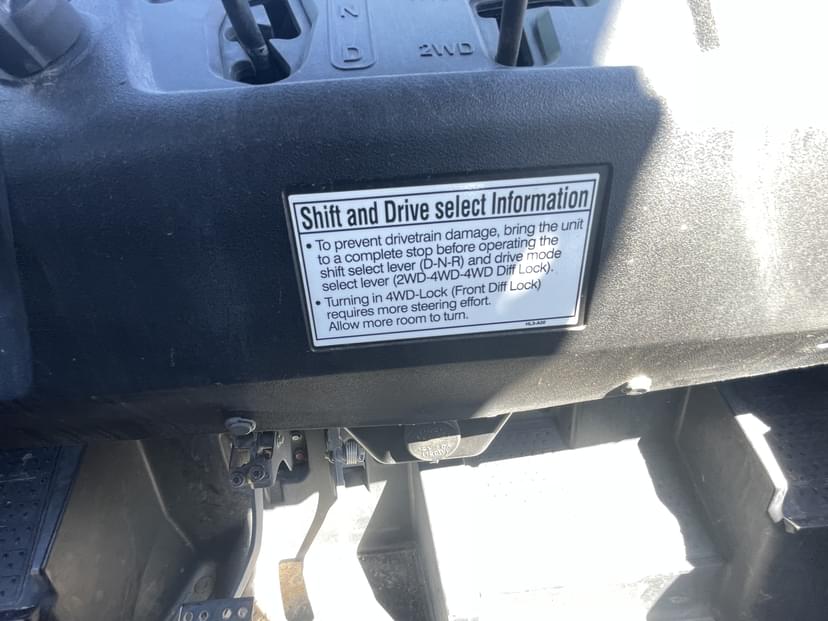 N
D
2WD
Shift and Drive select Information
• To prevent drivetrain damage, bring the unit
to a complete stop before operating the
shift select lever (D-N-R) and drive mode
select lever (2WD-4WD-4WD Diff Lock).
• Turning in 4WD-Lock (Front Diff Lock)
requires more steering effort.
Allow more room to turn.
HL3-A00